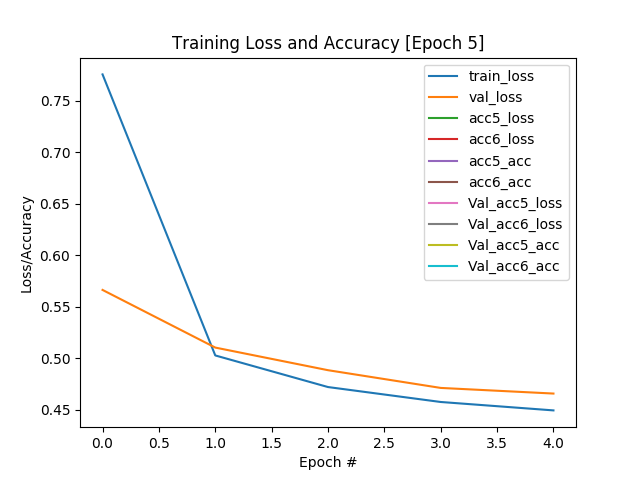 Training Loss and Accuracy [Epoch 5]
train_loss
val_loss
acc5_loss
acc6_loss
acc5_acc
acc6_acc
Val_acc5_loss
Val_acc6_loss
Val_acc5_acc
Val_acc6_acc
Loss/Accuracy
0.75
0.70
0.65
0.60
0.55
0.50
0.45
0.0 0.5 1.0 1.5 2.0 2.5 3.0 3.5 4.0
Epoch #